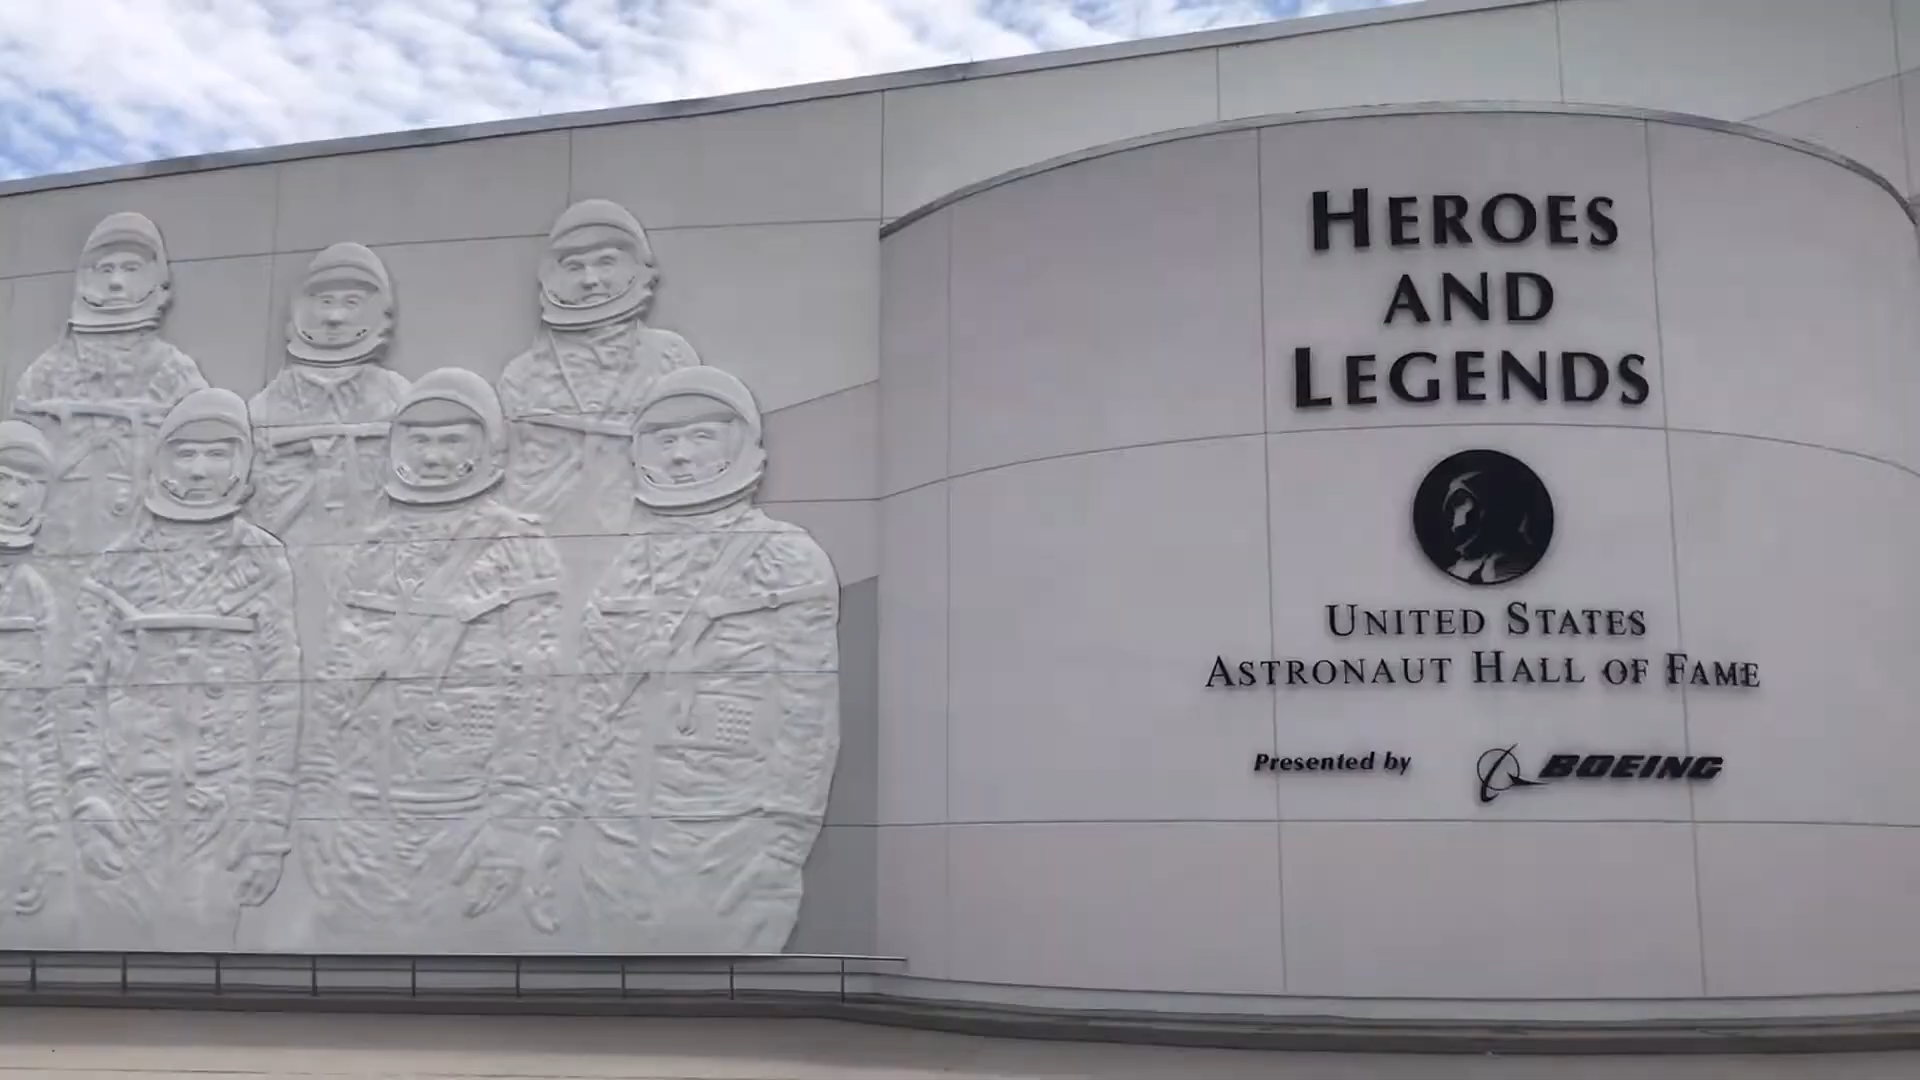 HEROES
AND
LEGENDS
UNITED STATES
ASTRONAUT HALL OF FAME
Presented by BOEING